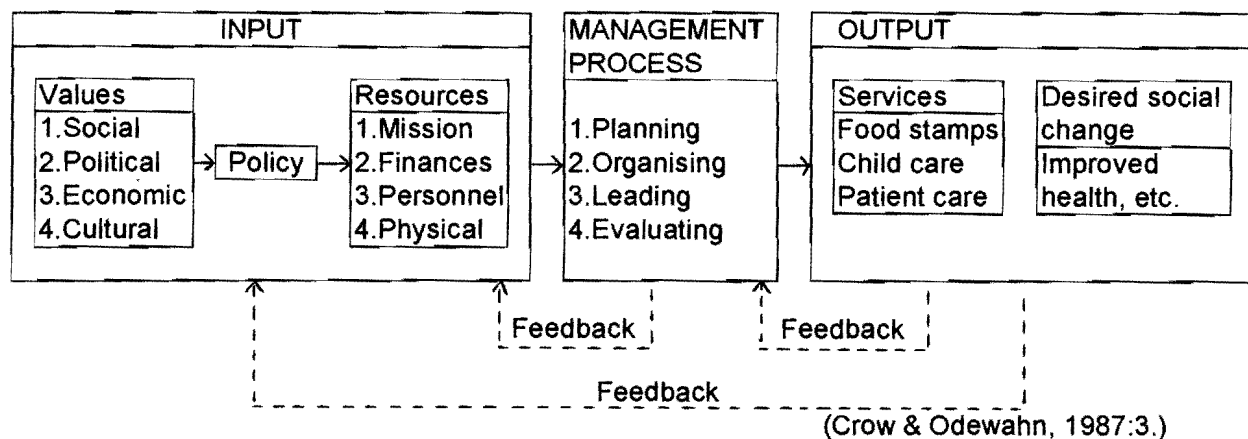 INPUT
Values
1.Social
2.Political
3.Economic
4.Cultural
Policy
Resources
1.Mission
2.Finances
3.Personnel
4.Physical
MANAGEMENT
PROCESS
1.Planning
2.Organising
3.Leading
4.Evaluating
OUTPUT
Services
Food stamps
Child care
Patient care
Desired social
change
Improved
health, etc.
Feedback
Feedback
Feedback
(Crow & Odewahn, 1987:3.)